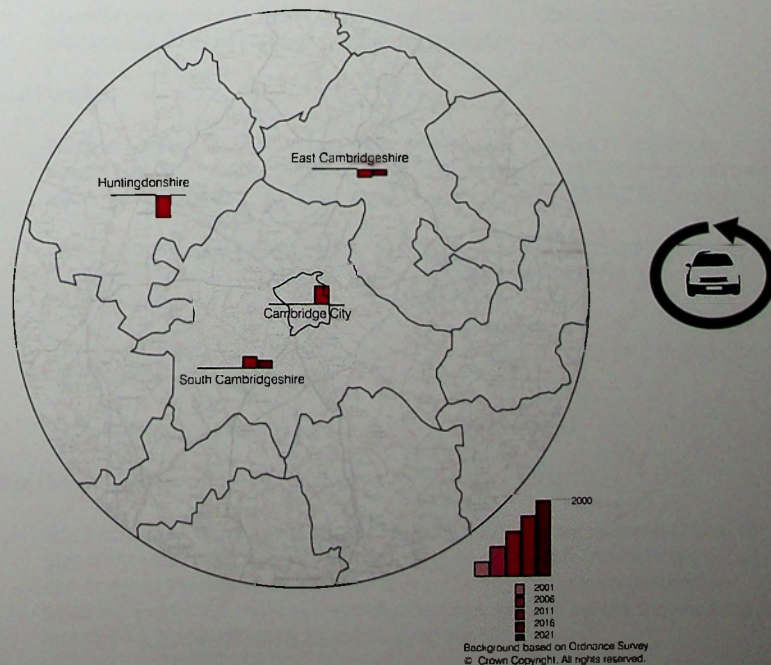 East Cambridgeshire
Huntingdonshire
Cambridge City
South Cambridgeshire
2000
2001
2006
2011
2016
2021
Background based on Ordnance Survey
© Crown Copyright. All rights reserved.